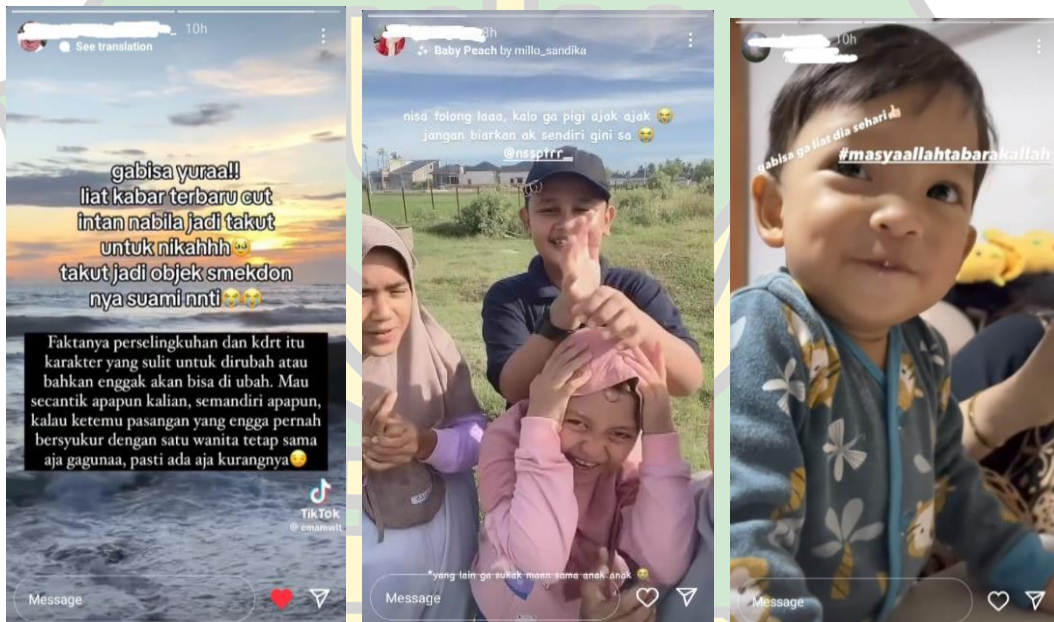 10h
See translation
gabisa yuraa!!
liat kabar terbaru cut
intan nabila jadi takut
untuk nikahhh🥹
takut jadi objek smekdon
nya suami nnti😭😭
Faktanya perselingkuhan dan kdrt itu
karakter yang sulit untuk dirubah atau
bahkan enggak akan bisa di ubah. Mau
secantik apapun kalian, semandiri apapun,
kalau ketemu pasangan yang engga pernah
bersyukur dengan satu wanita tetap sama
aja gagunaa, pasti ada aja kurangnya😏
TikTok
Message
8h
Baby Peach by millo_sandika
nisa tolong laaa, kalo ga pigi ajak ajak 😭
jangan biarkan ak sendiri gini sa 😭
@nssptrr_
*yang lain ga sukak maen sama anak anak 😭
Message
10h
gabisa ga liat dia sehari👍🏻
#masyaallahtabarakallah
Message